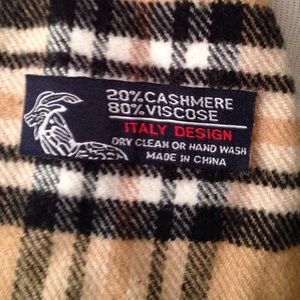 20% CASHMERE
80% VISCOSE
ITALY DESIGN
DRY CLEAN OR HAND WASH
MADE IN CHINA